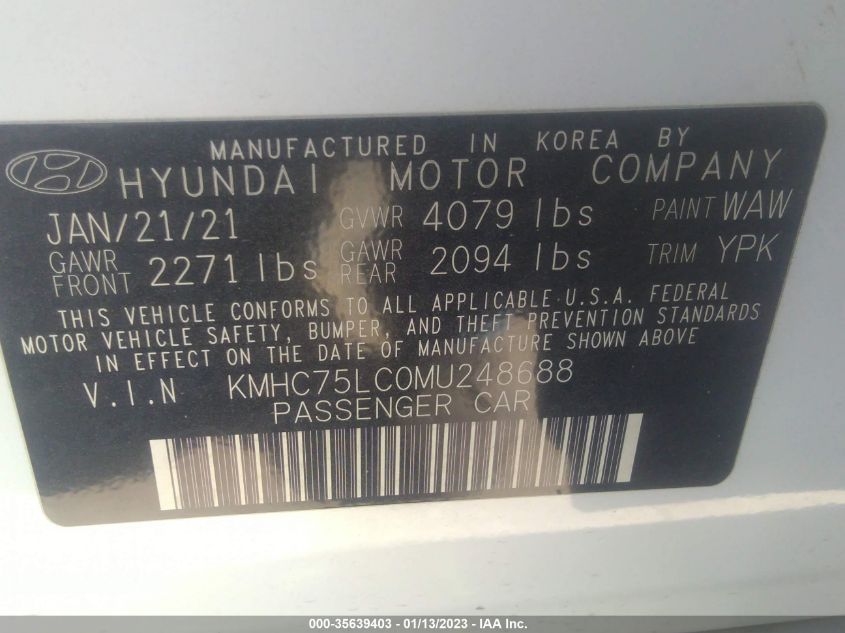 MANUFACTURED IN KOREA BY
HYUNDAI MOTOR COMPANY
JAN/21/21 GVWR 4079 lbs PAINT WAW
GAWR FRONT 2271 lbs GAWR REAR 2094 lbs TRIM YPK
THIS VEHICLE CONFORMS TO ALL APPLICABLE U.S.A. FEDERAL
MOTOR VEHICLE SAFETY, BUMPER, AND THEFT PREVENTION STANDARDS
IN EFFECT ON THE DATE OF MANUFACTURE SHOWN ABOVE
V.I.N KMHC75LC0MU248688
PASSENGER CAR
000-35639403 - 01/13/2023 - IAA Inc.